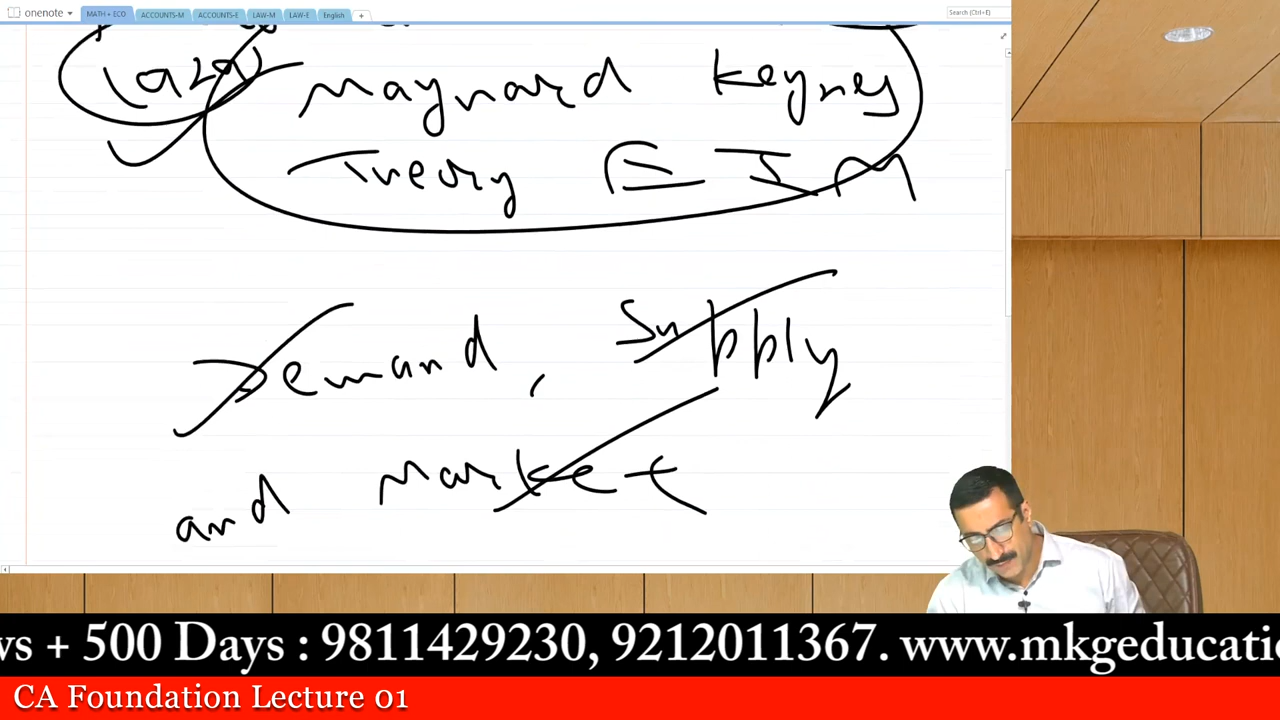 onenote MATH + ECO ACCOUNTS-M ACCOUNTS-E LAW-M LAW-E English + Search (Ctrl+E)
Maynard Keynes
Theory E I M
Demand, Supply
and Market
ws + 500 Days : 9811429230, 9212011367. www.mkgeducati
CA Foundation Lecture 01